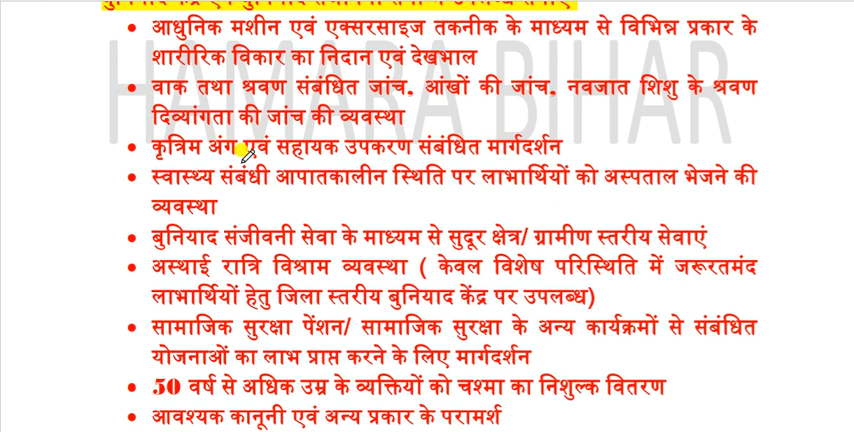 आधुनिक मशीन एवं एक्सरसाइज तकनीक के माध्यम से विभिन्न प्रकार के
शारीरिक विकार का निदान एवं देखभाल
वाक तथा श्रवण संबंधित जांच, आंखों की जांच, नवजात शिशु के श्रवण
दिव्यांगता की जांच की व्यवस्था
कृत्रिम अंग एवं सहायक उपकरण संबंधित मार्गदर्शन
स्वास्थ्य संबंधी आपातकालीन स्थिति पर लाभार्थियों को अस्पताल भेजने की
व्यवस्था
बुनियाद संजीवनी सेवा के माध्यम से सुदूर क्षेत्र/ ग्रामीण स्तरीय सेवाएं
अस्थाई रात्रि विश्राम व्यवस्था ( केवल विशेष परिस्थिति में जरूरतमंद
लाभार्थियों हेतु जिला स्तरीय बुनियाद केंद्र पर उपलब्ध)
सामाजिक सुरक्षा पेंशन/ सामाजिक सुरक्षा के अन्य कार्यक्रमों से संबंधित
योजनाओं का लाभ प्राप्त करने के लिए मार्गदर्शन
50 वर्ष से अधिक उम्र के व्यक्तियों को चश्मा का निशुल्क वितरण
आवश्यक कानूनी एवं अन्य प्रकार के परामर्श
HAMARA BIHAR